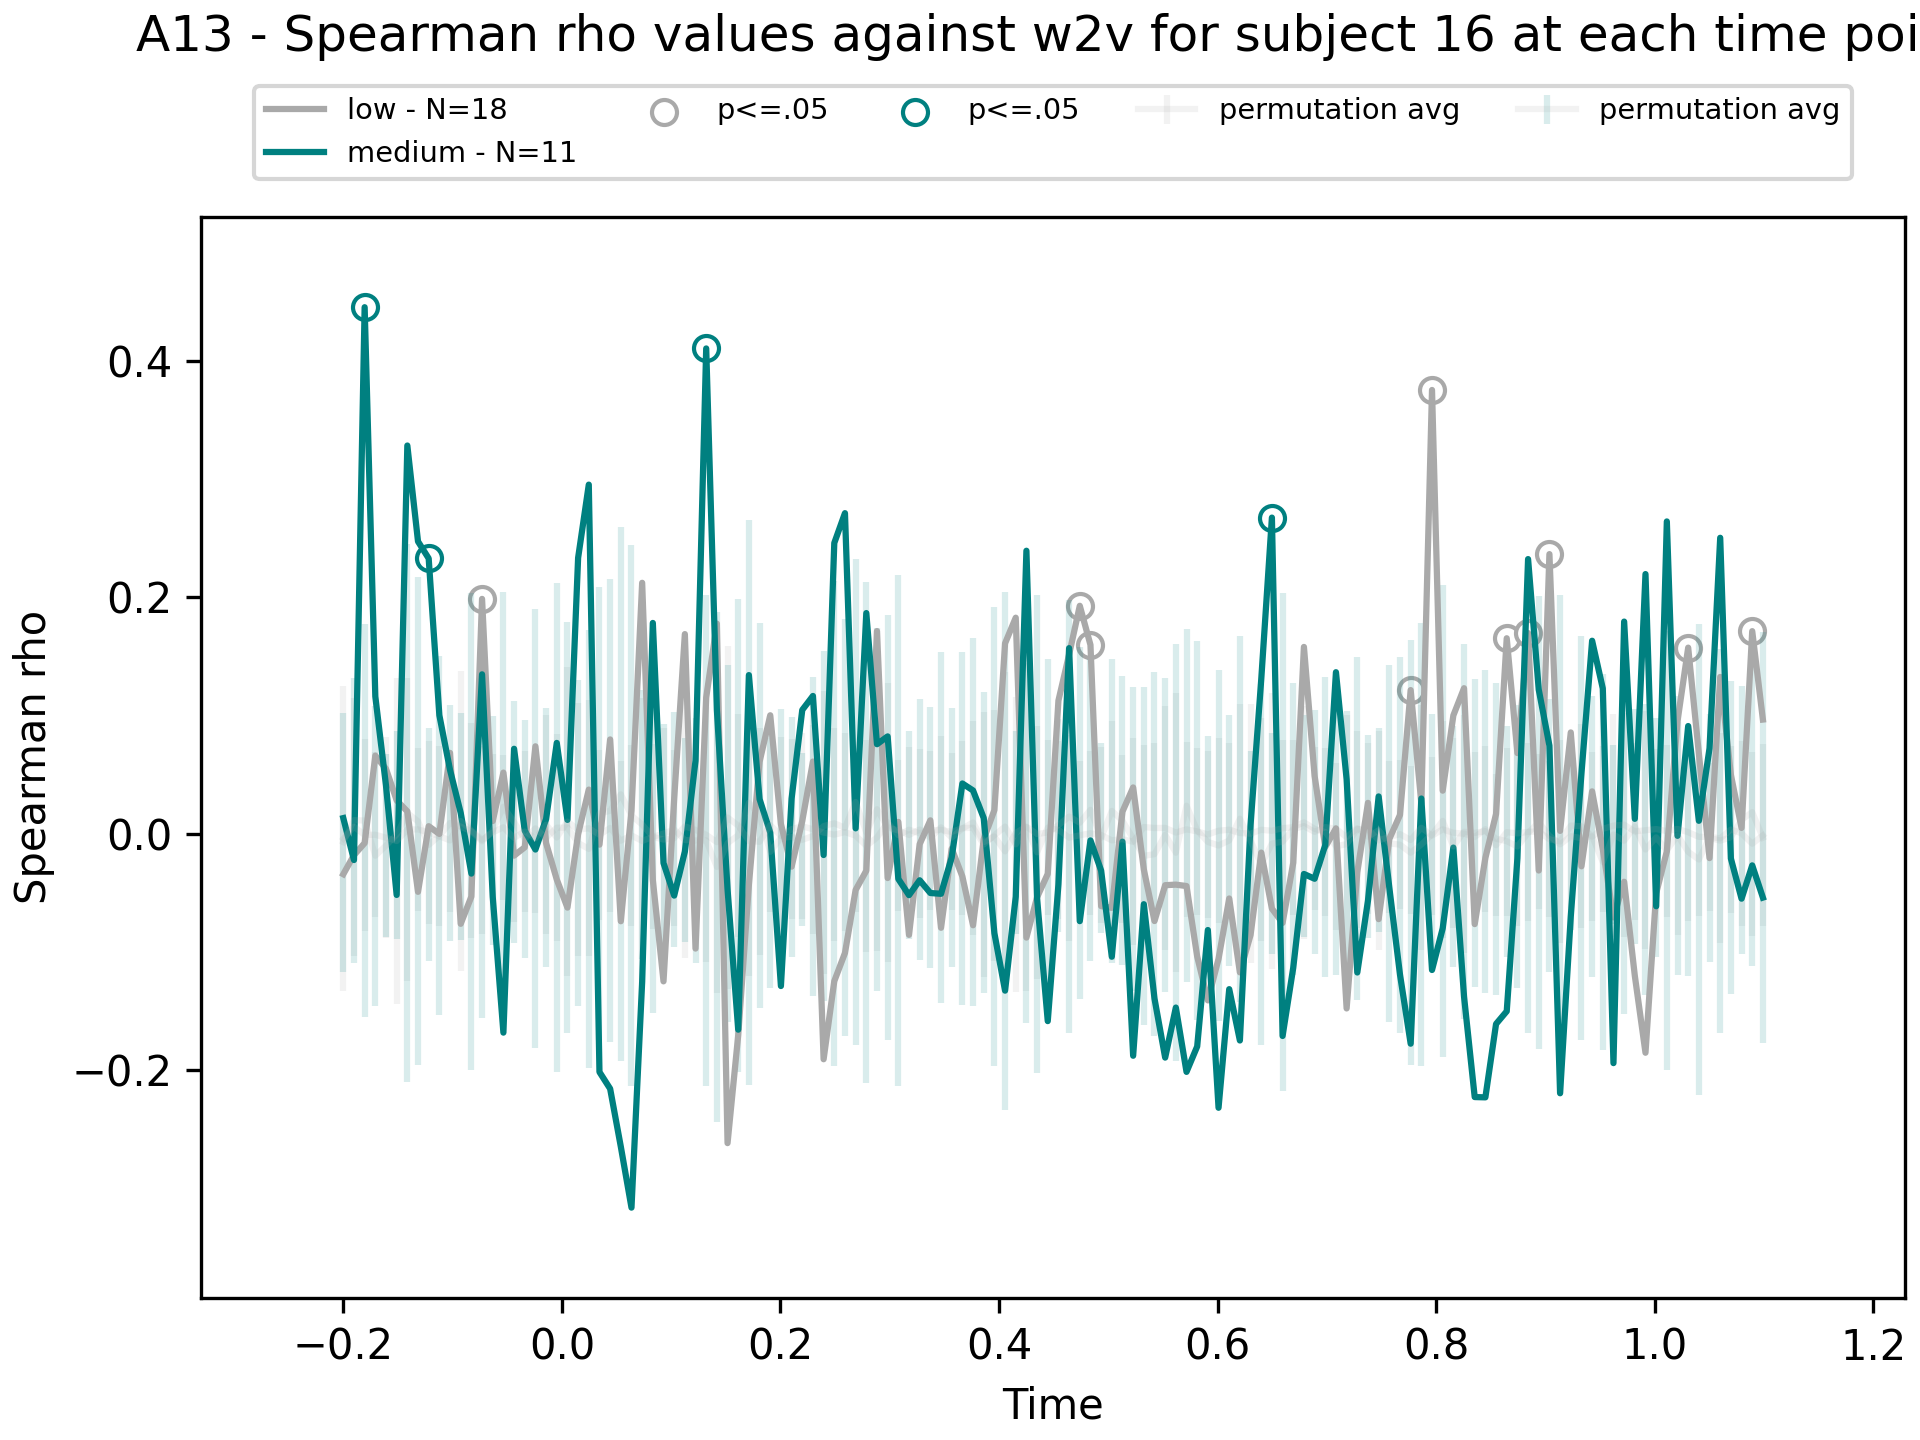 A13 - Spearman rho values against w2v for subject 16 at each time poi
low - N=18
medium - N=11
p<=.05
p<=.05
permutation avg
permutation avg
Spearman rho
0.4
0.2
0.0
−0.2
−0.2 0.0 0.2 0.4 0.6 0.8 1.0 1.2
Time